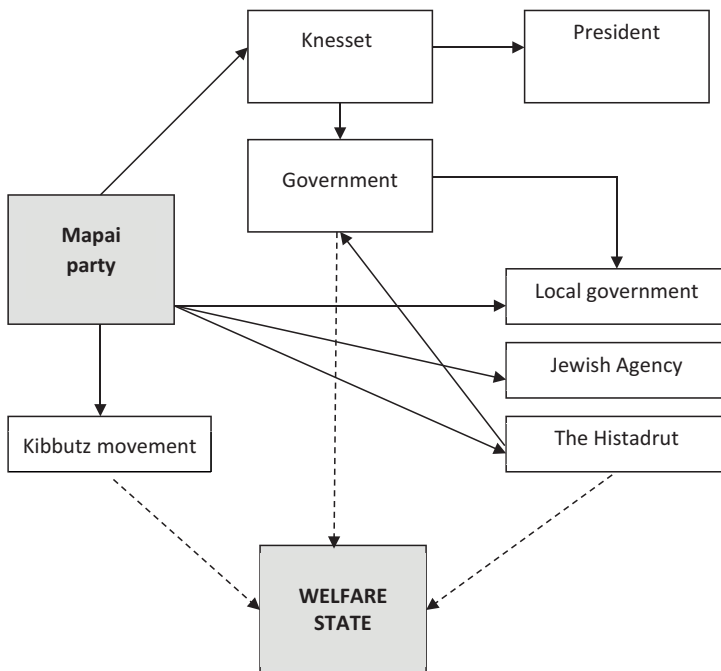 Knesset
President
Government
Mapai
party
Local government
Jewish Agency
Kibbutz movement
The Histadrut
WELFARE
STATE